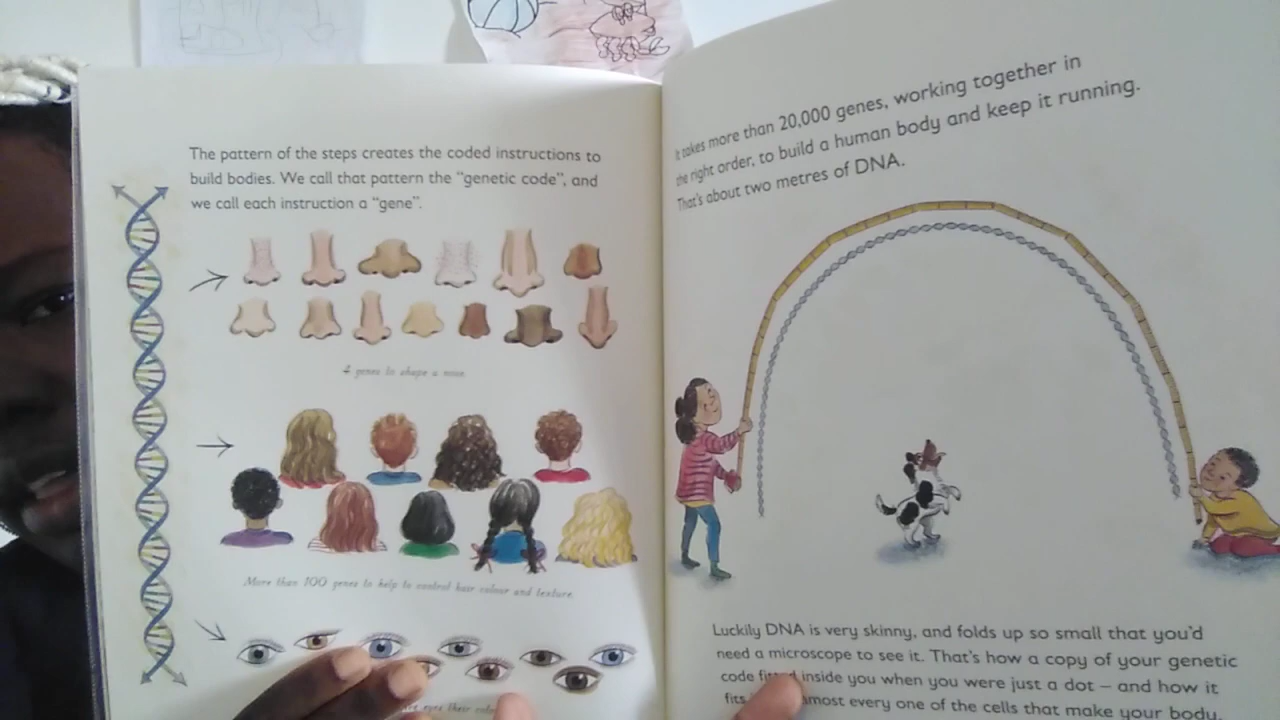 The pattern of the steps creates the coded instructions to
build bodies. We call that pattern the “genetic code”, and
we call each instruction a “gene”.
4 genes to shape a nose
More than 100 genes to help to control hair colour and texture
eyes their
It takes more than 20,000 genes, working together in
the right order, to build a human body and keep it running.
That’s about two metres of DNA.
Luckily DNA is very skinny, and folds up so small that you’d
need a microscope to see it. That’s how a copy of your genetic
code inside you when you were just a dot – and how it
fits almost every one of the cells that make your body.